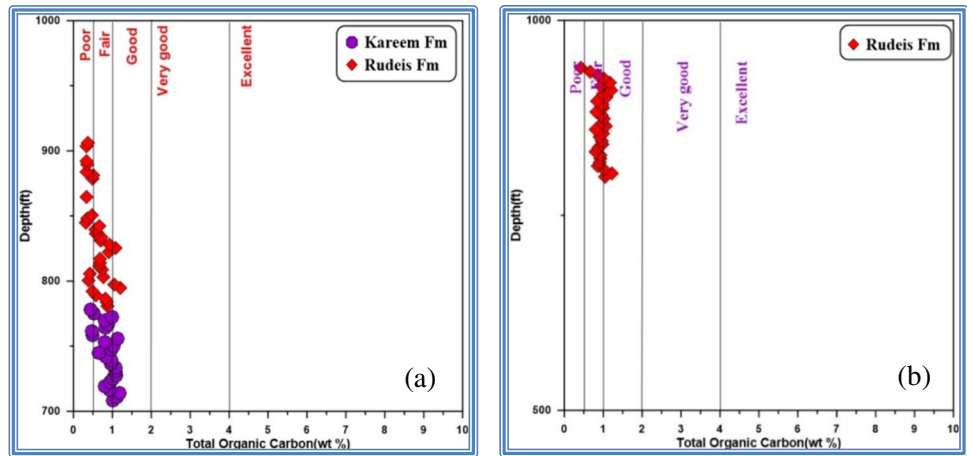 1000
900
800
700
Depth(ft)
Poor
Fair
Good
Very good
Excellent
Kareem Fm
Rudeis Fm
(a)
0 1 2 3 4 5 6 7 8 9 10
Total Organic Carbon(wt %)
1000
500
Depth(ft)
Poor
Good
Very good
Excellent
Rudeis Fm
(b)
0 1 2 3 4 5 6 7 8 9 10
Total Organic Carbon(wt %)